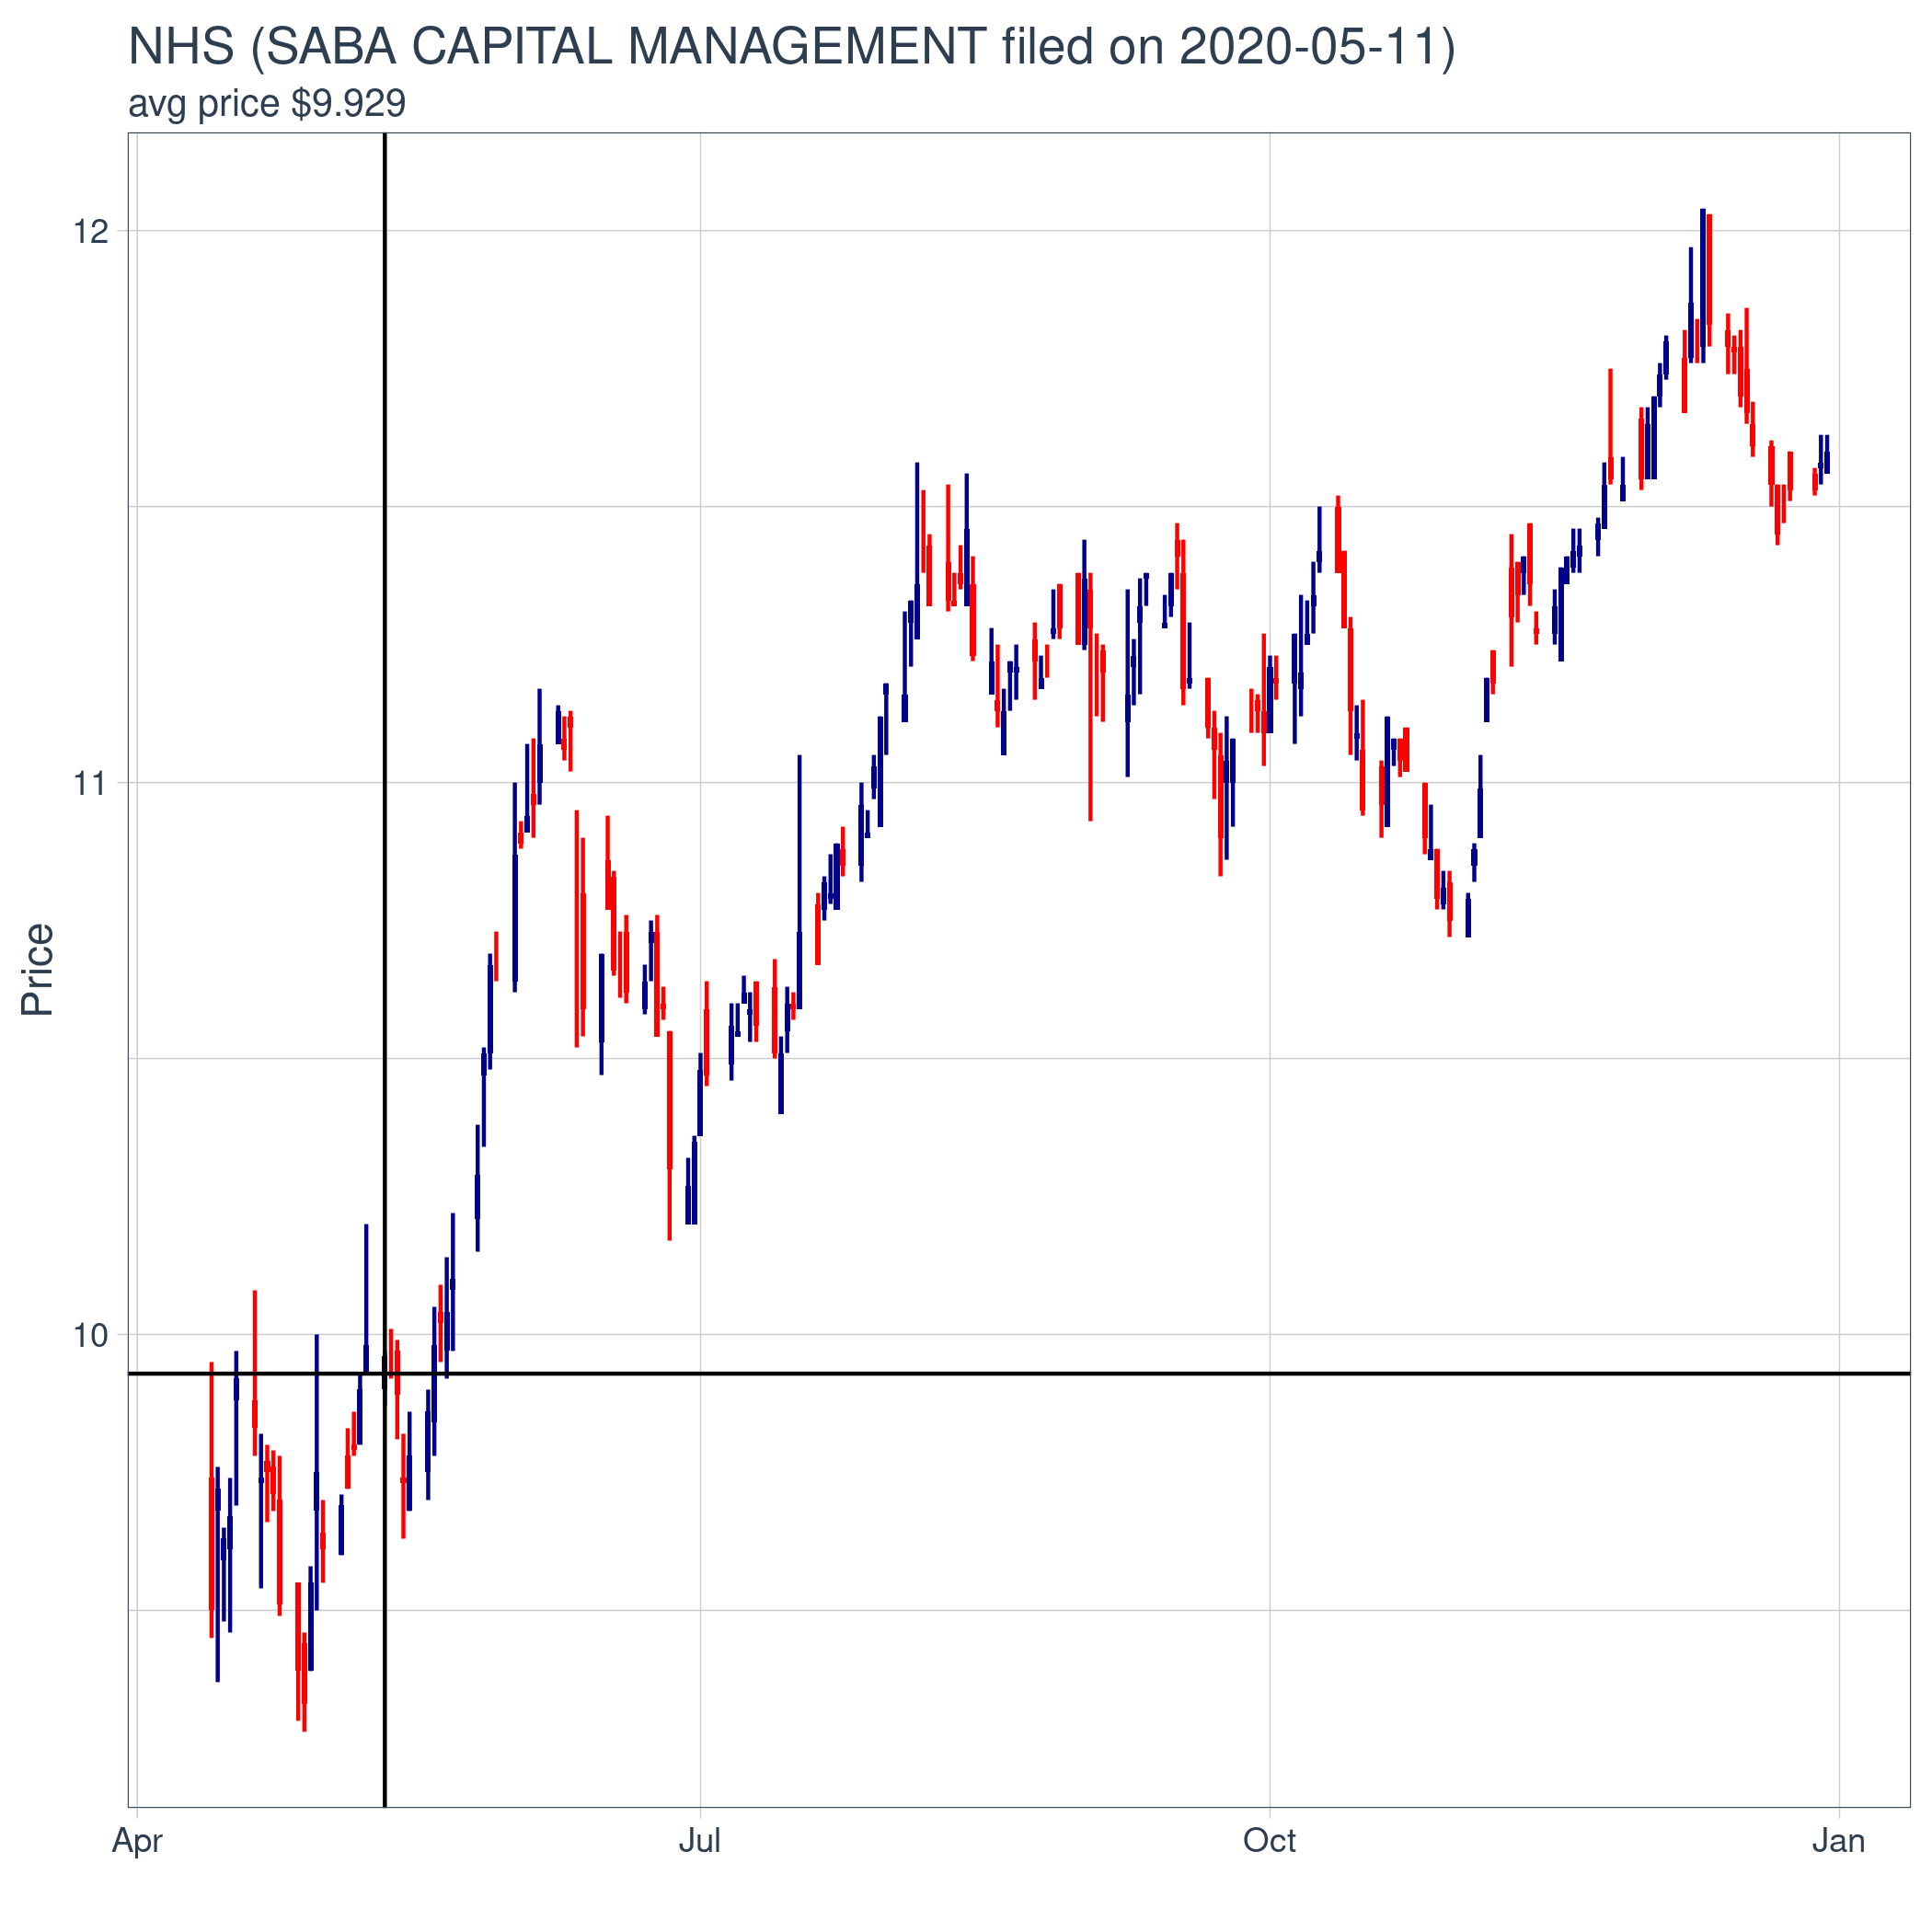 NHS (SABA CAPITAL MANAGEMENT filed on 2020-05-11)
avg price $9.929
12
11
10
Price
Apr Jul Oct Jan